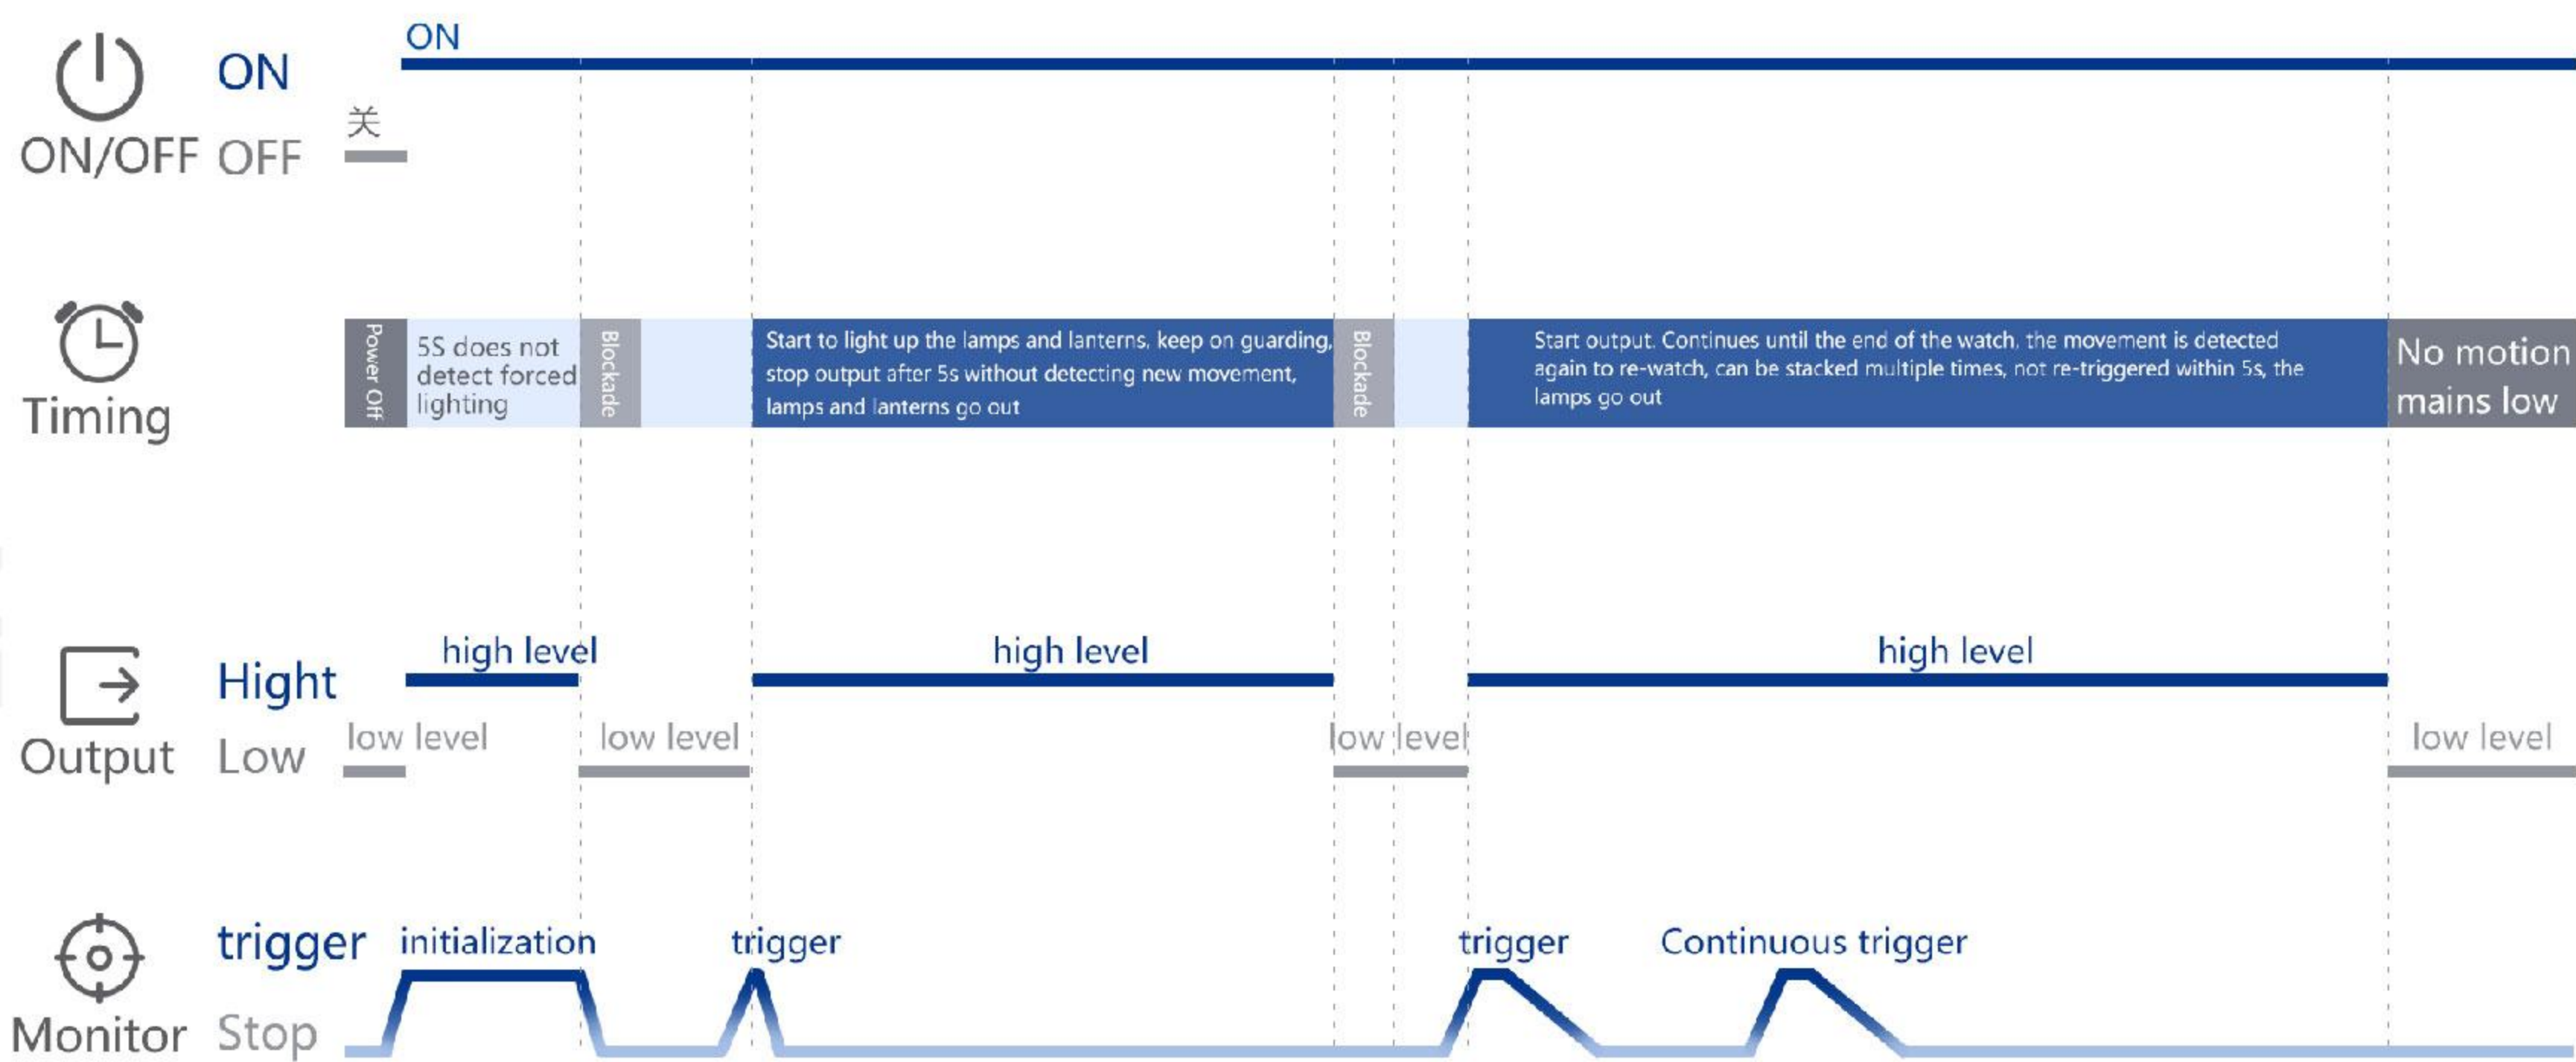 ON
ON
关
ON/OFF OFF
Power Off
5S does not
detect forced
lighting
Blockade
Start to light up the lamps and lanterns, keep on guarding,
stop output after 5s without detecting new movement,
lamps and lanterns go out
Blockade
Start output. Continues until the end of the watch, the movement is detected
again to re-watch, can be stacked multiple times, not re-triggered within 5s, the
lamps go out
No motion
mains low
Timing
high level
high level
high level
Hight
low level
low level
low level
low level
Output Low
trigger
initialization
trigger
trigger
Continuous trigger
Monitor Stop